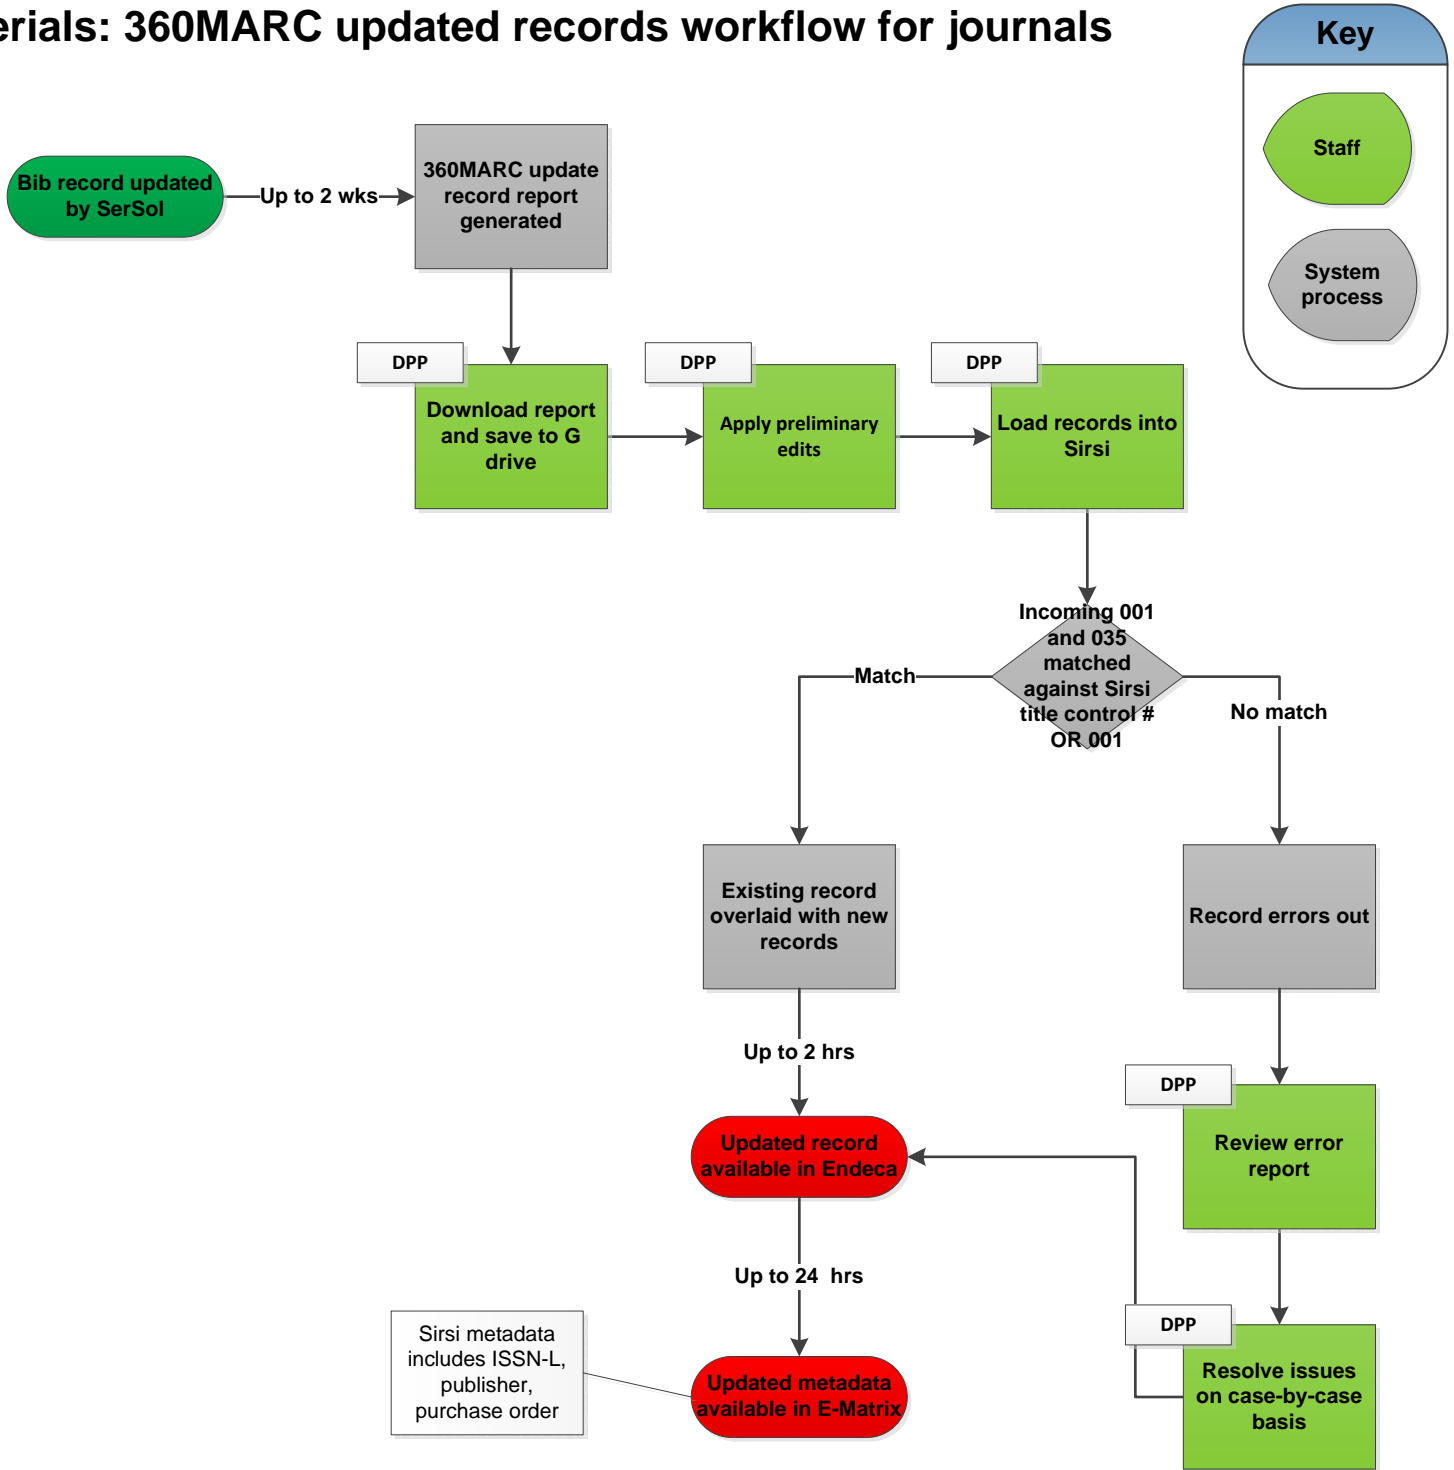 erials: 360MARC updated records workflow for journals
Key
Staff
System
process
Bib record updated
by SerSol
Up to 2 wks
360MARC update
record report
generated
DPP
Download report
and save to G
drive
DPP
Apply preliminary
edits
DPP
Load records into
Sirsi
Incoming 001
and 035
matched
against Sirsi
title control #
OR 001
Match
No match
Existing record
overlaid with new
records
Record errors out
Up to 2 hrs
DPP
Review error
report
Updated record
available in Endeca
Up to 24 hrs
DPP
Resolve issues
on case-by-case
basis
Sirsi metadata
includes ISSN-L,
publisher,
purchase order
Updated metadata
available in E-Matrix